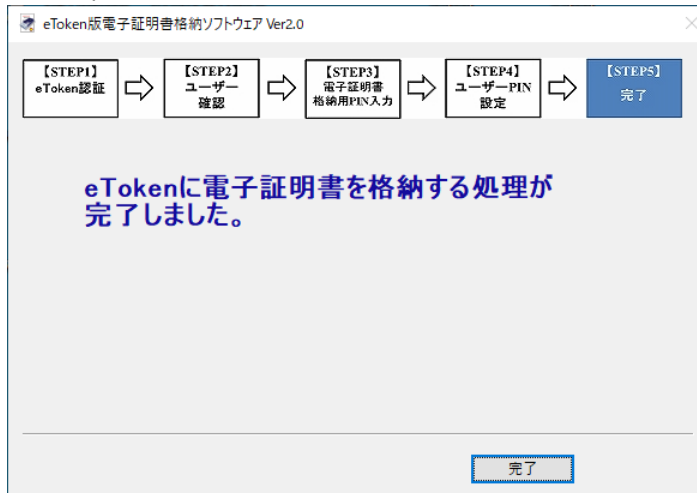 eToken版電子証明書格納ソフトウェア Ver2.0
【STEP1】
eToken認証
【STEP2】
ユーザー
確認
【STEP3】
電子証明書
格納用PIN入力
【STEP4】
ユーザーPIN
設定
【STEP5】
完了
eTokenに電子証明書を格納する処理が
完了しました。
完了